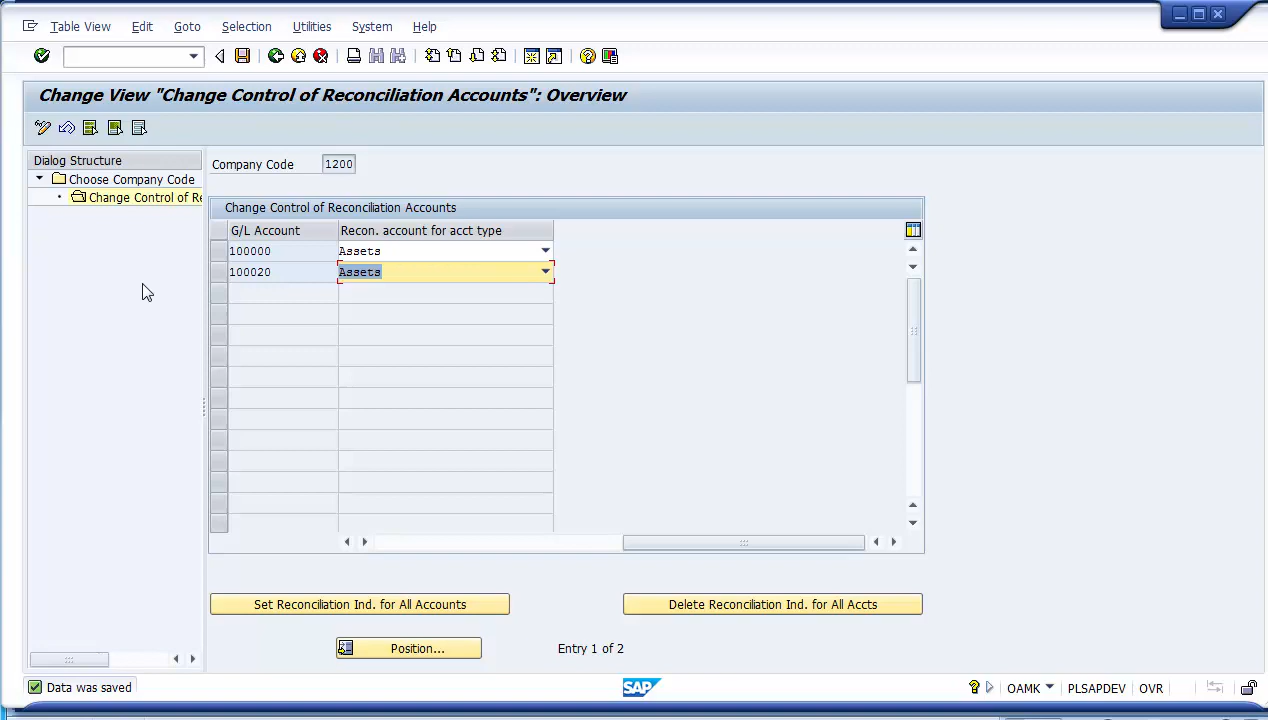 Table View Edit Goto Selection Utilities System Help
Change View "Change Control of Reconciliation Accounts": Overview
Dialog Structure
Choose Company Code
Change Control of Re
Company Code 1200
Change Control of Reconciliation Accounts
G/L Account Recon. account for acct type
100000 Assets
100020 Assets
Set Reconciliation Ind. for All Accounts Delete Reconciliation Ind. for All Accts
Position... Entry 1 of 2
Data was saved SAP OAMK PLSAPDEV OVR